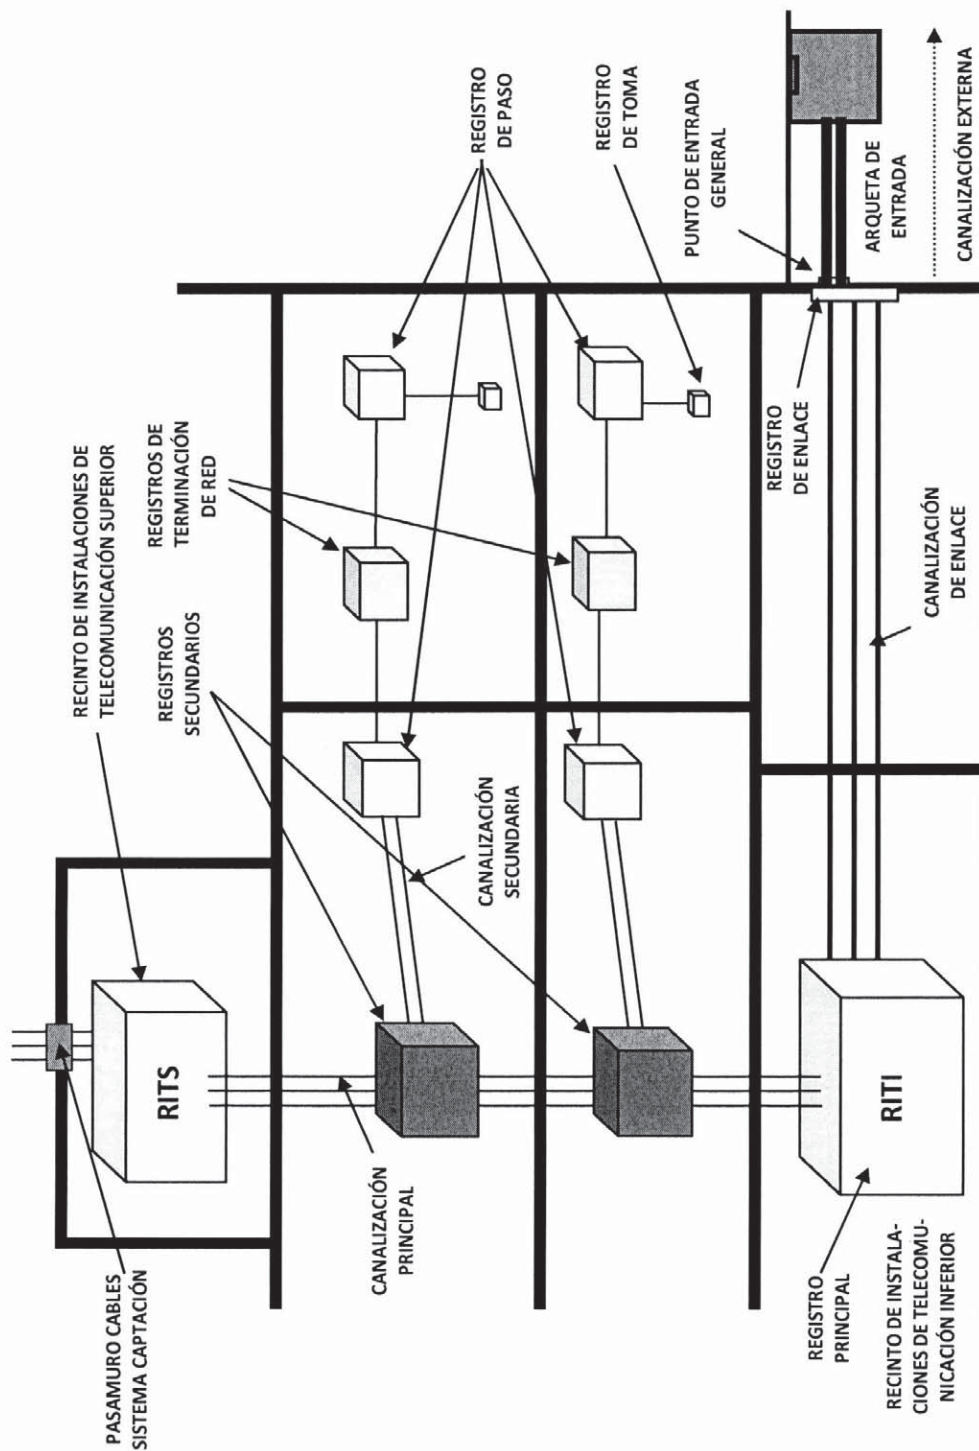 PASAMURO CABLES
SISTEMA CAPTACIÓN
RITS
RECINTO DE INSTALACIONES DE
TELECOMUNICACIÓN SUPERIOR
REGISTROS
SECUNDARIOS
REGISTROS DE
TERMINACIÓN
DE RED
REGISTRO
DE PASO
CANALIZACIÓN
PRINCIPAL
CANALIZACIÓN
SECUNDARIA
REGISTRO
DE TOMA
PUNTO DE ENTRADA
GENERAL
REGISTRO
PRINCIPAL
RITI
RECINTO DE INSTALA-
CIONES DE TELECOMU-
NICACIÓN INFERIOR
CANALIZACIÓN
DE ENLACE
REGISTRO
DE ENLACE
ARQUETA DE
ENTRADA
CANALIZACIÓN EXTERNA